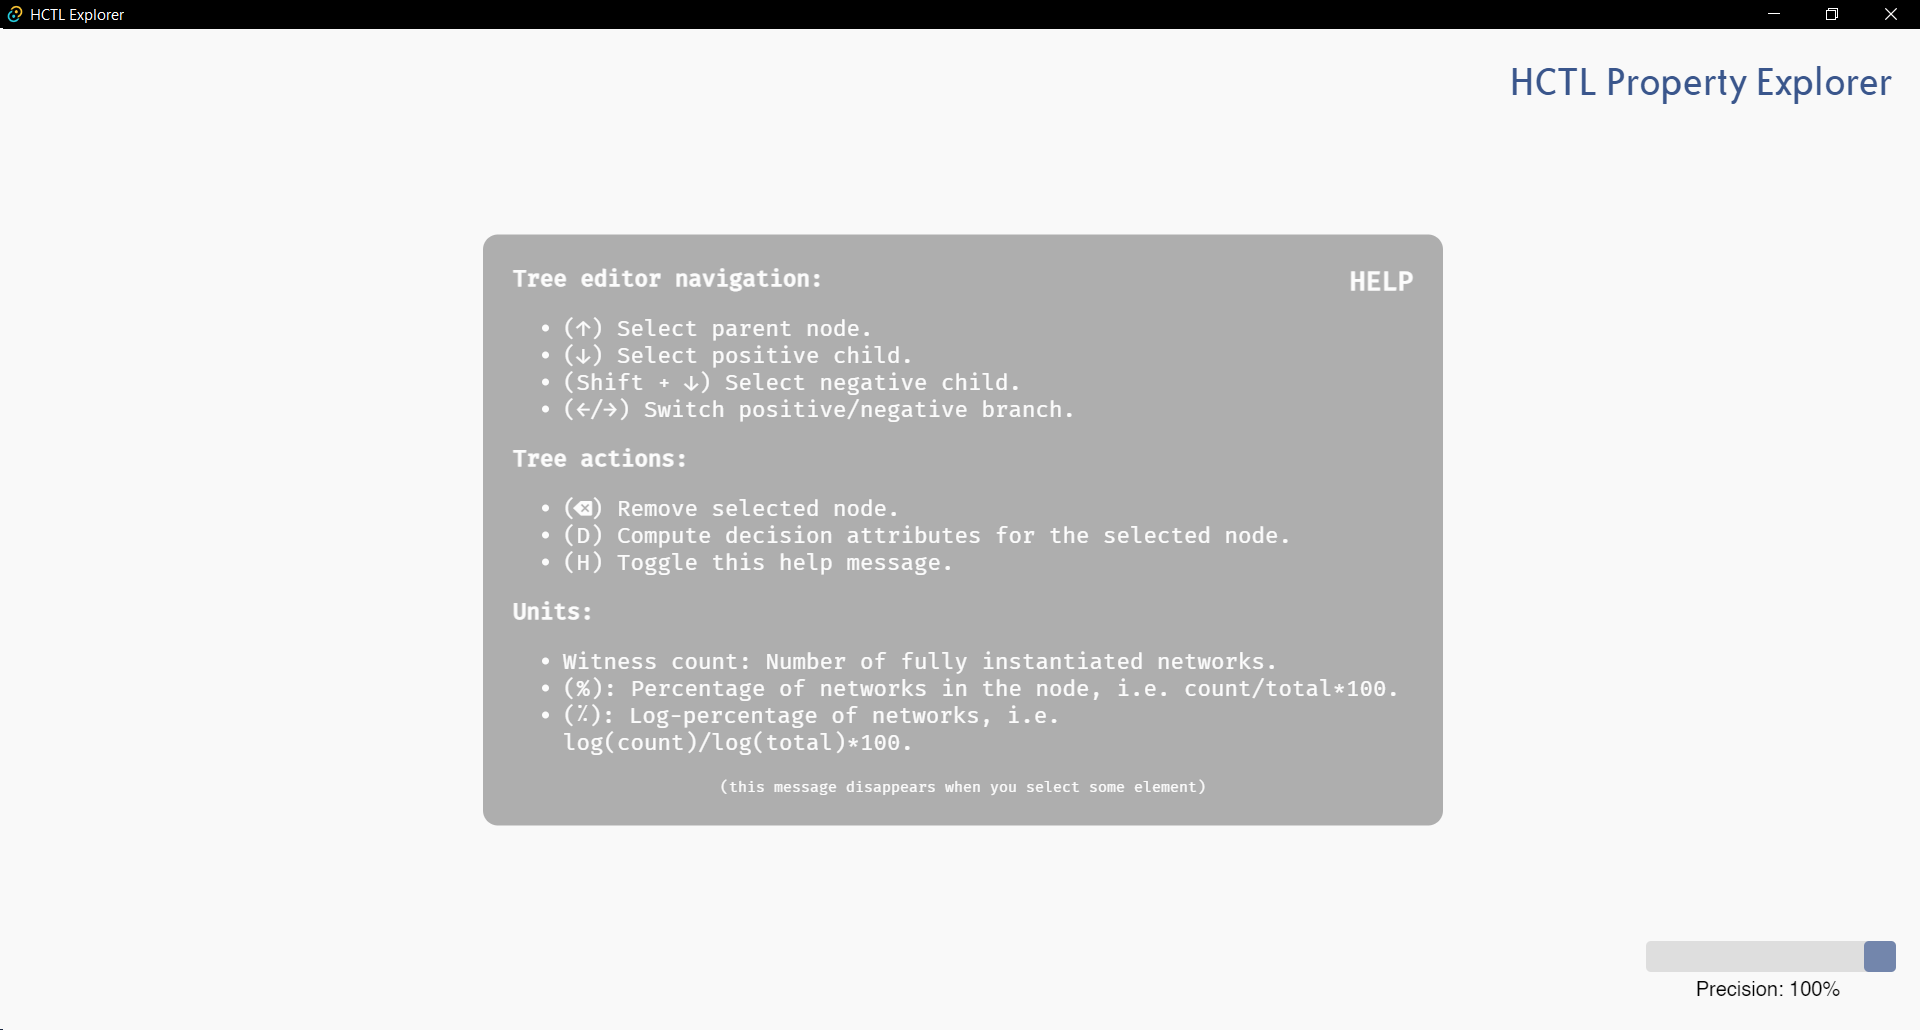 HCTL Explorer
HCTL Property Explorer
Tree editor navigation:
HELP
• (↑) Select parent node.
• (↓) Select positive child.
• (Shift + ↓) Select negative child.
• (←/→) Switch positive/negative branch.
Tree actions:
• (⌫) Remove selected node.
• (D) Compute decision attributes for the selected node.
• (H) Toggle this help message.
Units:
• Witness count: Number of fully instantiated networks.
• (%): Percentage of networks in the node, i.e. count/total*100.
• (⁒): Log-percentage of networks, i.e.
log(count)/log(total)*100.
(this message disappears when you select some element)
Precision: 100%